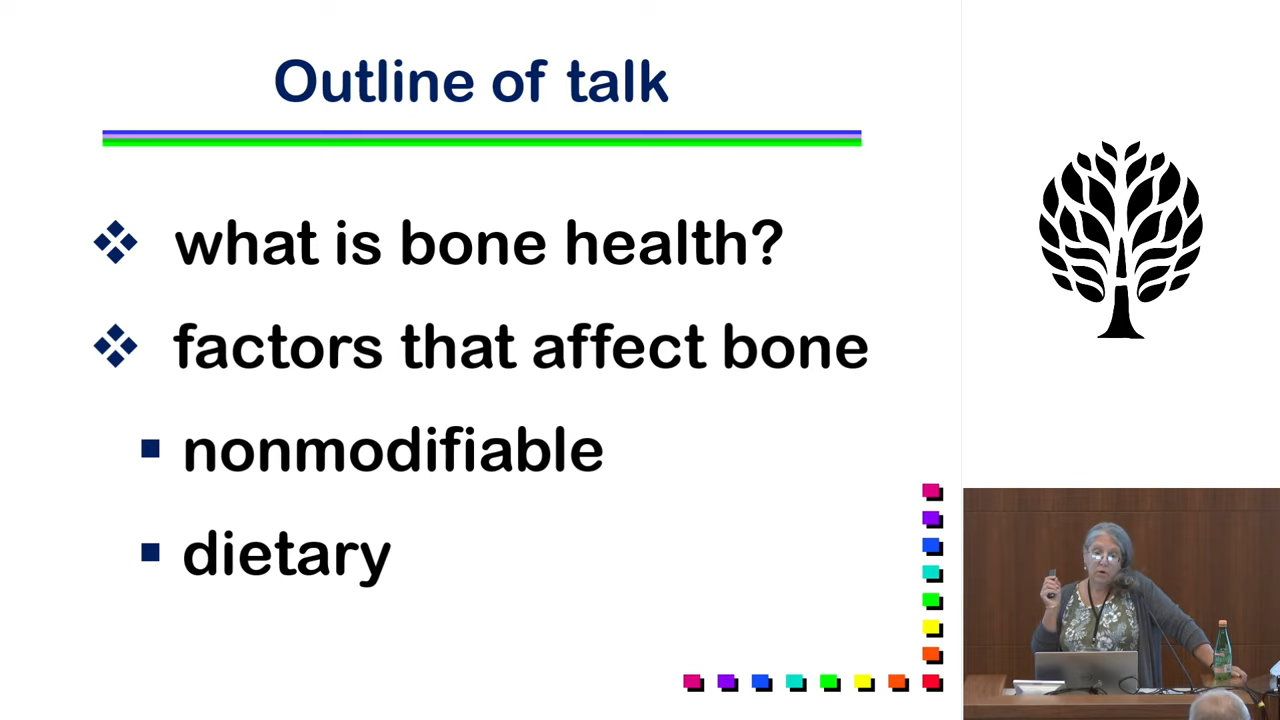 Outline of talk
what is bone health?
factors that affect bone
nonmodifiable
dietary